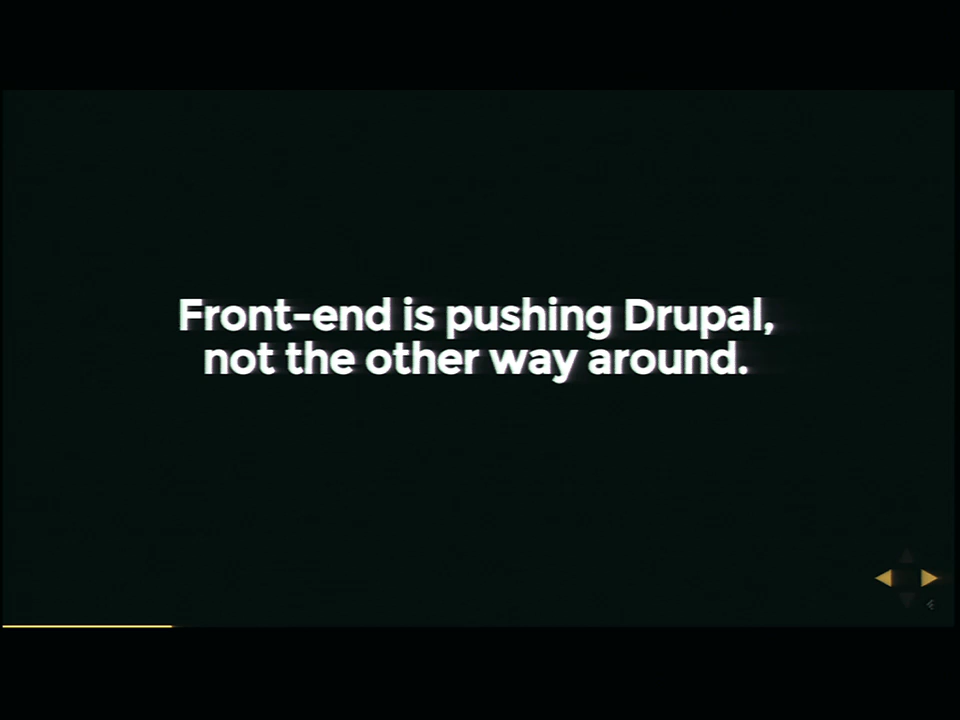 Front-end is pushing Drupal,
not the other way around.